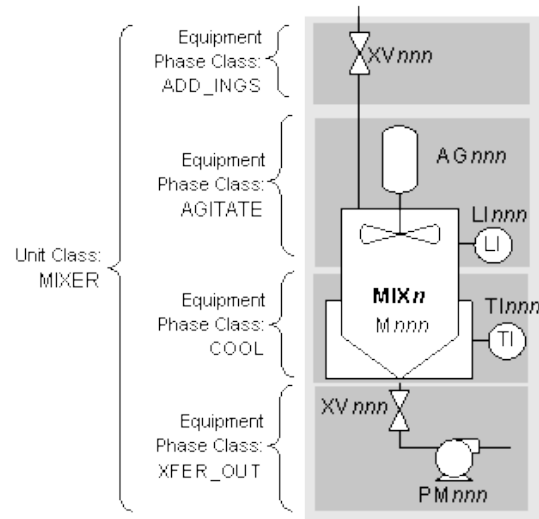 Equipment
Phase Class:
ADD_INGS
XVnnn
Equipment
Phase Class:
AGITATE
AGnnn
LInnn
LI
Unit Class:
MIXER
MIXn
Mnnn
Equipment
Phase Class:
COOL
TInnn
TI
XVnnn
Equipment
Phase Class:
XFER_OUT
PMnnn